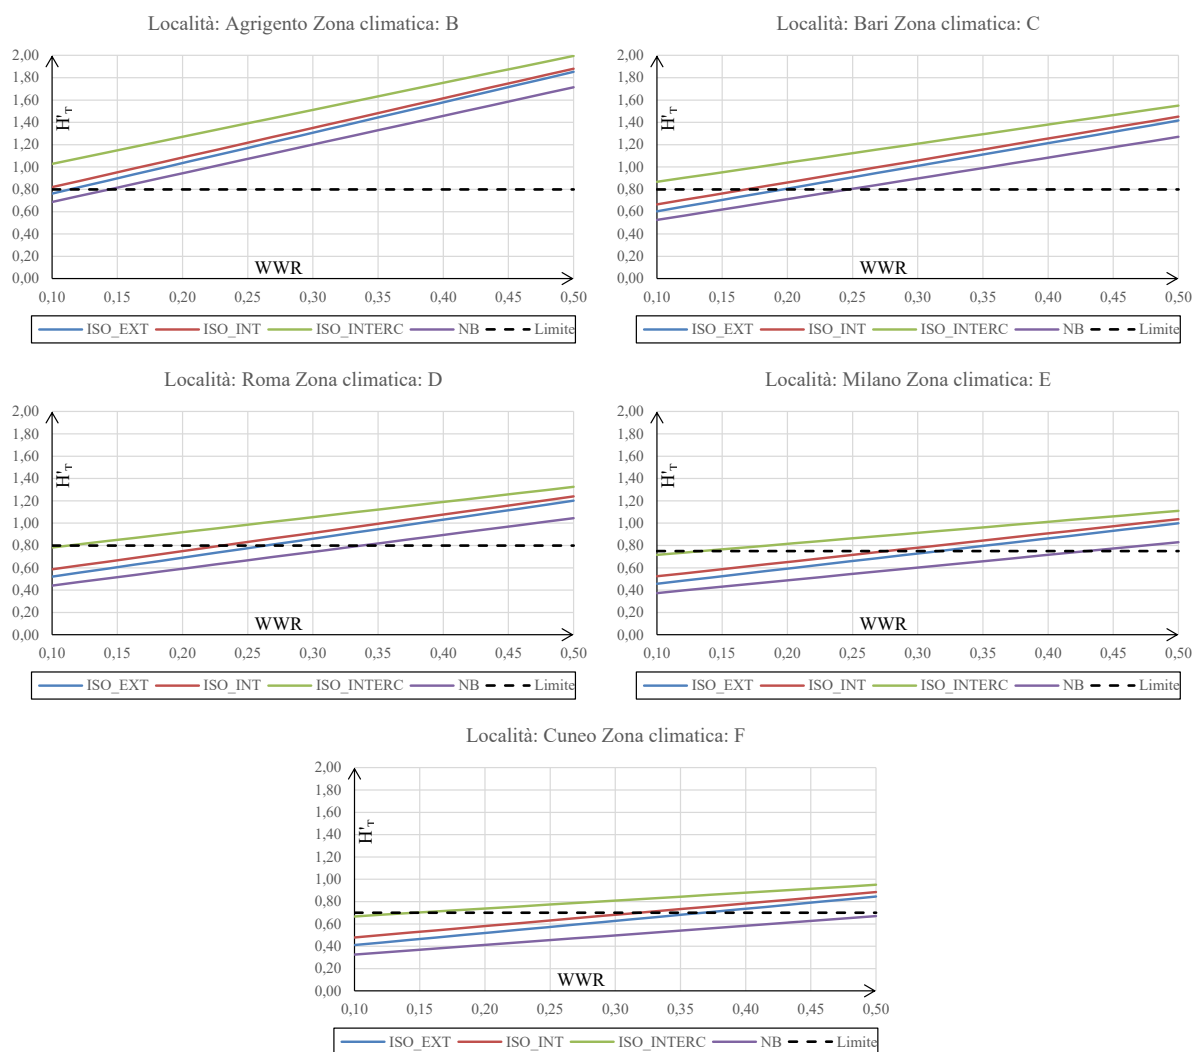 Località: Agrigento Zona climatica: B
2,00
1,80
1,60
1,40
1,20
1,00
0,80
0,60
0,40
0,20
0,00
H'T
WWR
0,10 0,15 0,20 0,25 0,30 0,35 0,40 0,45 0,50
ISO_EXT ISO_INT ISO_INTERC NB Limite
Località: Bari Zona climatica: C
2,00
1,80
1,60
1,40
1,20
1,00
0,80
0,60
0,40
0,20
0,00
H'T
WWR
0,10 0,15 0,20 0,25 0,30 0,35 0,40 0,45 0,50
ISO_EXT ISO_INT ISO_INTERC NB Limite
Località: Roma Zona climatica: D
2,00
1,80
1,60
1,40
1,20
1,00
0,80
0,60
0,40
0,20
0,00
H'T
WWR
0,10 0,15 0,20 0,25 0,30 0,35 0,40 0,45 0,50
ISO_EXT ISO_INT ISO_INTERC NB Limite
Località: Milano Zona climatica: E
2,00
1,80
1,60
1,40
1,20
1,00
0,80
0,60
0,40
0,20
0,00
H'T
WWR
0,10 0,15 0,20 0,25 0,30 0,35 0,40 0,45 0,50
ISO_EXT ISO_INT ISO_INTERC NB Limite
Località: Cuneo Zona climatica: F
2,00
1,80
1,60
1,40
1,20
1,00
0,80
0,60
0,40
0,20
0,00
H'T
WWR
0,10 0,15 0,20 0,25 0,30 0,35 0,40 0,45 0,50
ISO_EXT ISO_INT ISO_INTERC NB Limite